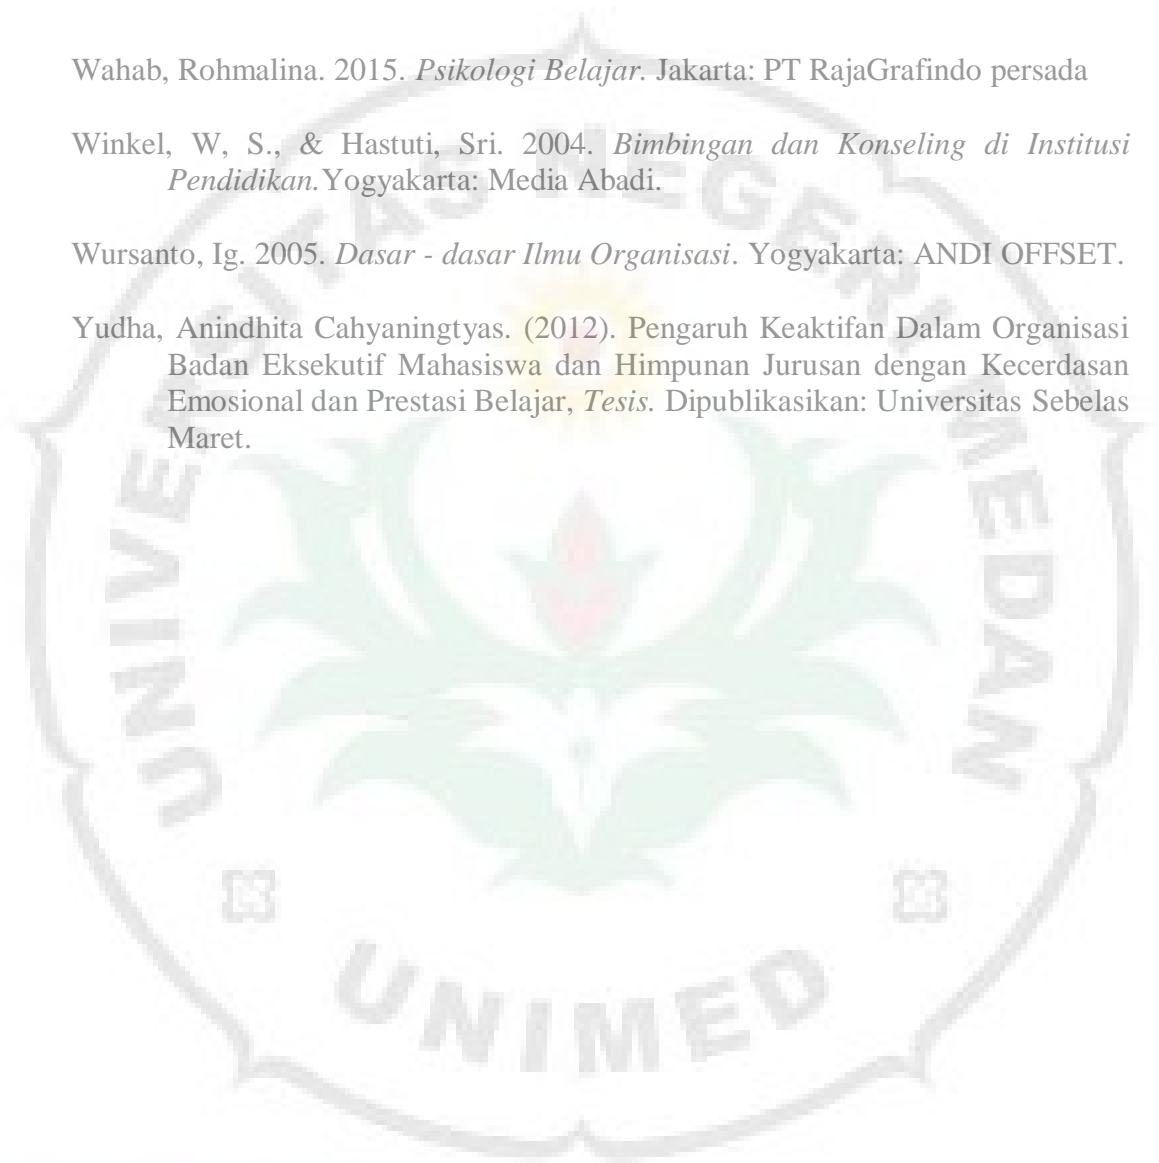 Wahab, Rohmalina. 2015. Psikologi Belajar. Jakarta: PT RajaGrafindo persada
Winkel, W, S., & Hastuti, Sri. 2004. Bimbingan dan Konseling di Institusi
Pendidikan.Yogyakarta: Media Abadi.
Wursanto, Ig. 2005. Dasar - dasar Ilmu Organisasi. Yogyakarta: ANDI OFFSET.
Yudha, Anindhita Cahyaningtyas. (2012). Pengaruh Keaktifan Dalam Organisasi
Badan Eksekutif Mahasiswa dan Himpunan Jurusan dengan Kecerdasan
Emosional dan Prestasi Belajar, Tesis. Dipublikasikan: Universitas Sebelas
Maret.
UNIVERSITAS NEGERI MEDAN
UNIMED